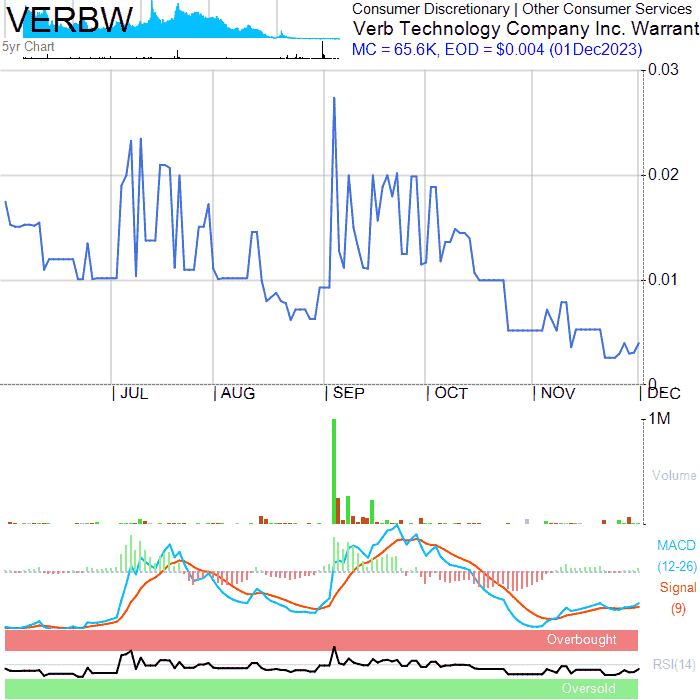 VERBW
Consumer Discretionary | Other Consumer Services
Verb Technology Company Inc. Warrant
MC = 65.6K, EOD = $0.004 (01Dec2023)
5yr Chart
0.03
0.02
0.01
0
JUL AUG SEP OCT NOV DEC
1M
Volume
MACD
(12-26)
Signal
(9)
Overbought
RSI(14)
Oversold